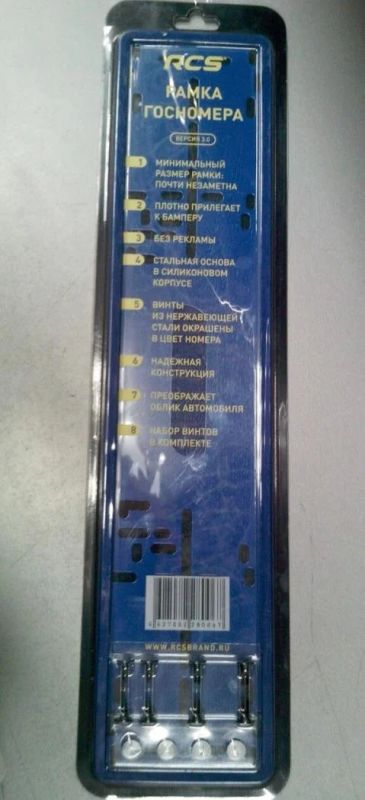 RCS
РАМКА
ГОСНОМЕРА
ВЕРСИЯ 3.0
1 МИНИМАЛЬНЫЙ
РАЗМЕР РАМКИ:
ПОЧТИ НЕЗАМЕТНА
2 ПЛОТНО ПРИЛЕГАЕТ
К БАМПЕРУ
3 БЕЗ РЕКЛАМЫ
4 СТАЛЬНАЯ ОСНОВА
В СИЛИКОНОВОМ
КОРПУСЕ
5 ВИНТЫ
ИЗ НЕРЖАВЕЮЩЕЙ
СТАЛИ ОКРАШЕНЫ
В ЦВЕТ НОМЕРА
6 НАДЕЖНАЯ
КОНСТРУКЦИЯ
7 ПРЕОБРАЖАЕТ
ОБЛИК АВТОМОБИЛЯ
8 НАБОР ВИНТОВ
В КОМПЛЕКТЕ
WWW.RCSBRAND.RU